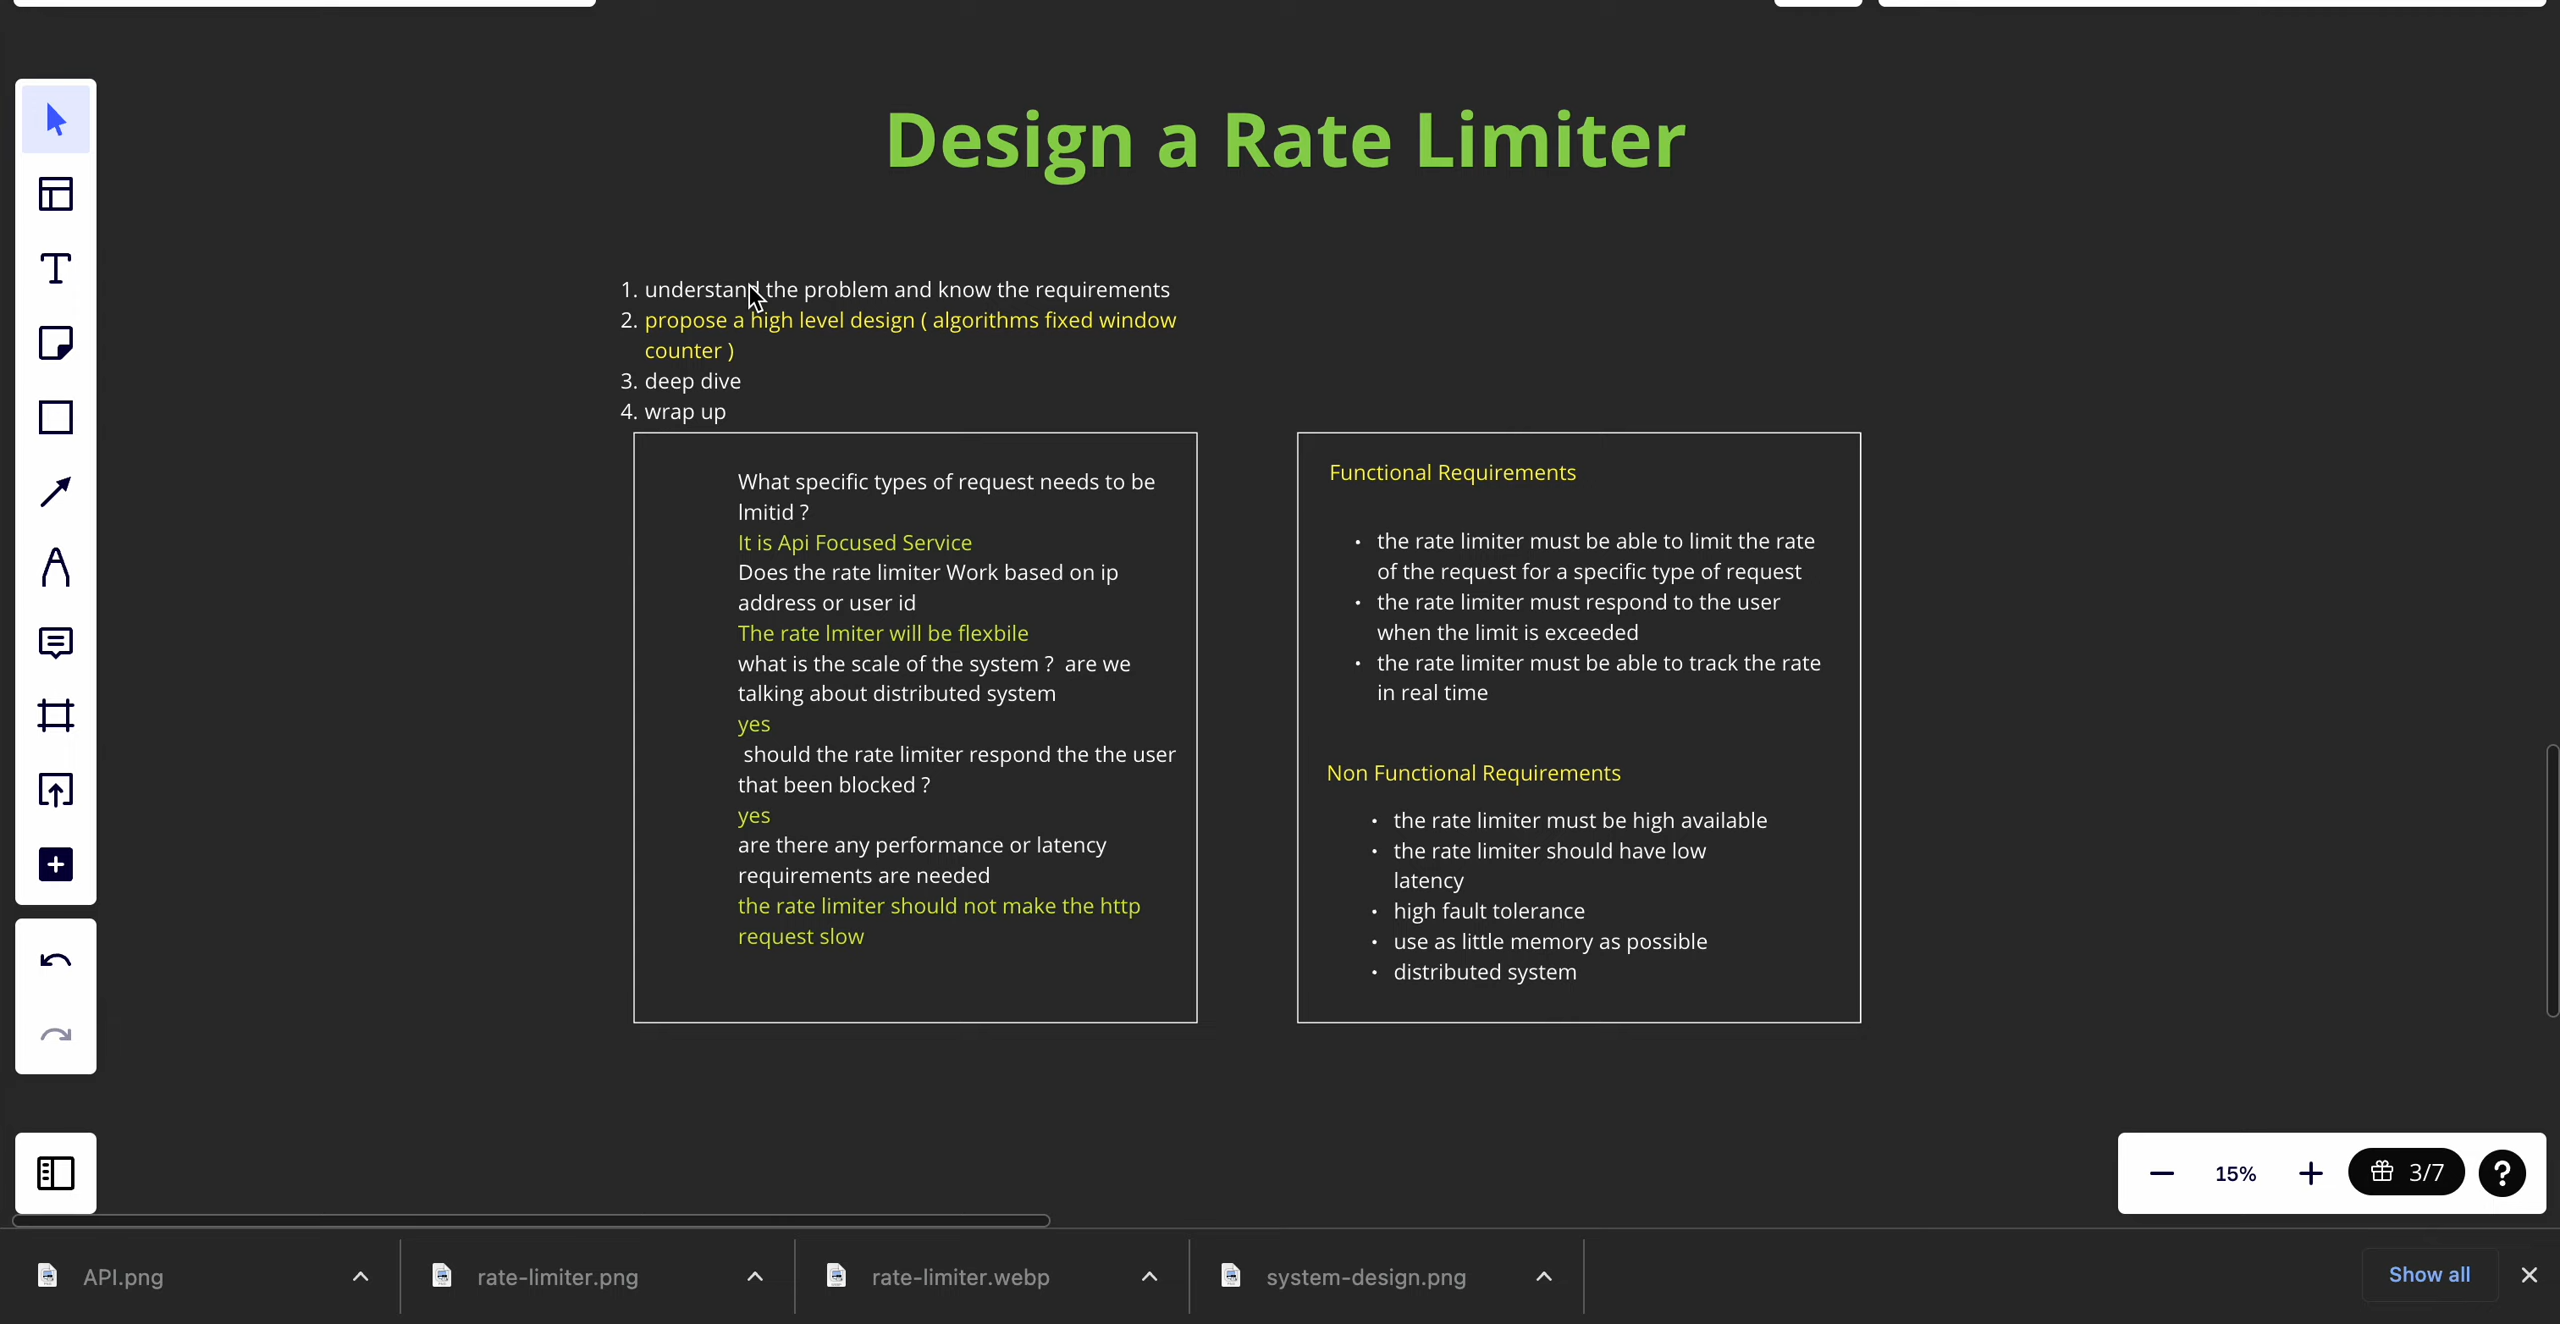 Design a Rate Limiter
1. understand the problem and know the requirements
2. propose a high level design ( algorithms fixed window
counter )
3. deep dive
4. wrap up
What specific types of request needs to be
lmitid ?
It is Api Focused Service
Does the rate limiter Work based on ip
address or user id
The rate lmiter will be flexbile
what is the scale of the system ? are we
talking about distributed system
yes
should the rate limiter respond the the user
that been blocked ?
yes
are there any performance or latency
requirements are needed
the rate limiter should not make the http
request slow
Functional Requirements
• the rate limiter must be able to limit the rate
of the request for a specific type of request
• the rate limiter must respond to the user
when the limit is exceeded
• the rate limiter must be able to track the rate
in real time
Non Functional Requirements
• the rate limiter must be high available
• the rate limiter should have low
latency
• high fault tolerance
• use as little memory as possible
• distributed system
15%
3/7
?
API.png
rate-limiter.png
rate-limiter.webp
system-design.png
Show all